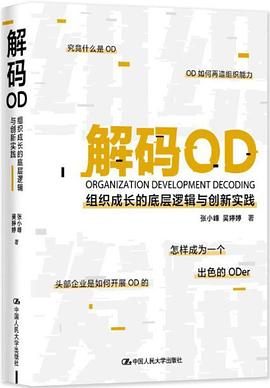 解码OD
组织成长的底层逻辑
与创新实践
张小峰
吴婷婷
著
中国人民大学出版社
究竟什么是 OD
OD 如何再造组织能力
解码OD
ORGANIZATION DEVELOPMENT DECODING
组织成长的底层逻辑与创新实践
张小峰 吴婷婷 著
怎样成为一个
出色的 ODer
头部企业是如何开展 OD 的
中国人民大学出版社